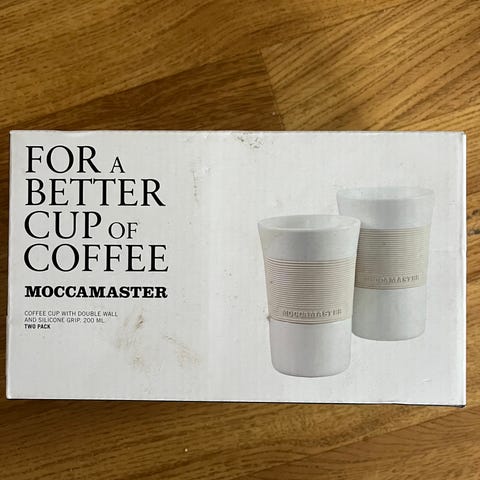 FOR A
BETTER
CUP OF
COFFEE
MOCCAMASTER
COFFEE CUP WITH DOUBLE WALL
AND SILICONE GRIP. 200 ML.
TWO PACK
MOCCAMASTER
MOCCAMASTER